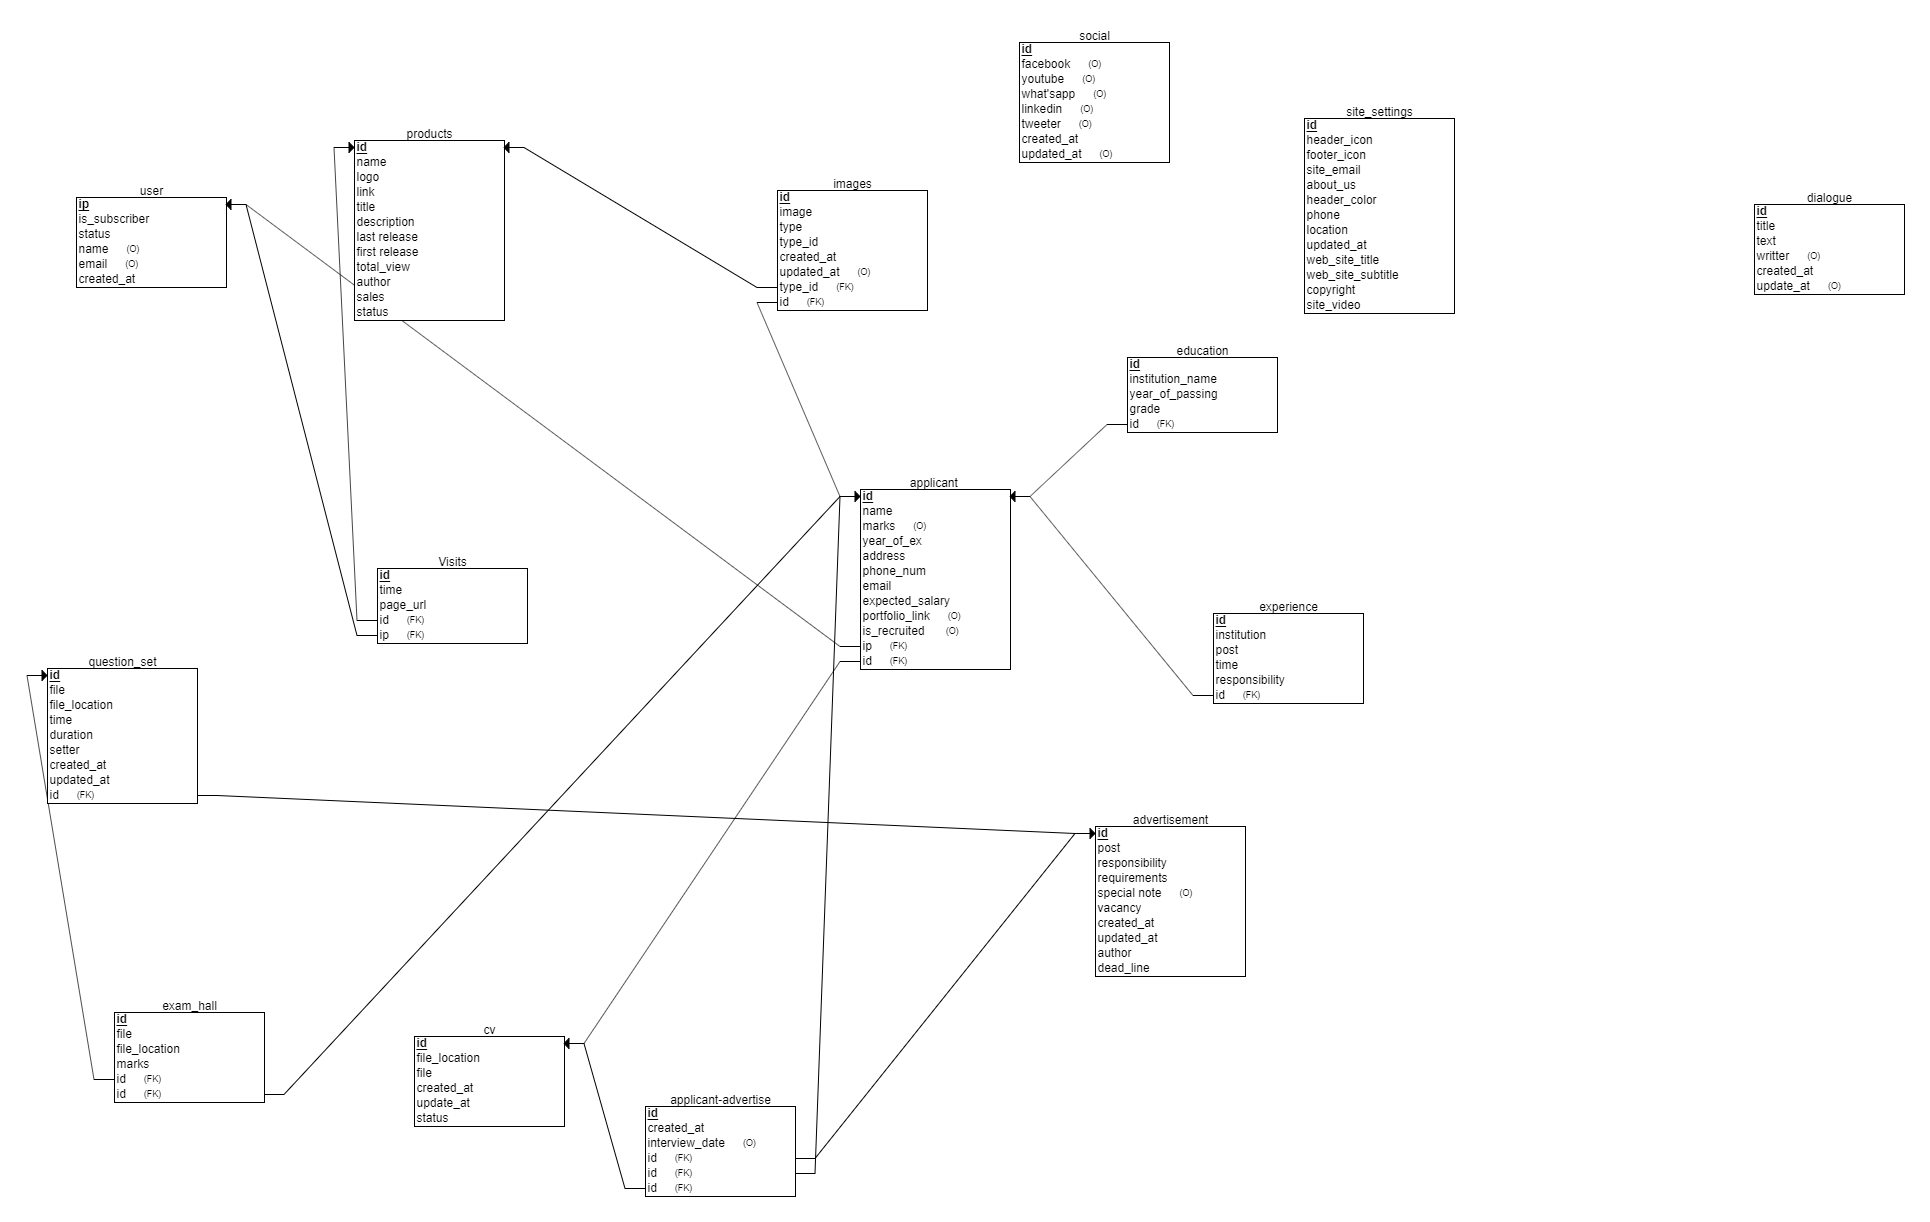 social
id
facebook (O)
youtube (O)
what'sapp (O)
linkedin (O)
tweeter (O)
created_at
updated_at (O)
site_settings
id
header_icon
footer_icon
site_email
about_us
header_color
phone
location
updated_at
web_site_title
web_site_subtitle
copyright
site_video
products
id
name
logo
link
title
description
last release
first release
total_view
author
sales
status
user
ip
is_subscriber
status
name (O)
email (O)
created_at
images
id
image
type
type_id
created_at
updated_at (O)
type_id (FK)
id (FK)
dialogue
id
title
text
writter (O)
created_at
update_at (O)
education
id
institution_name
year_of_passing
grade
id (FK)
applicant
id
name
marks (O)
year_of_ex
address
phone_num
email
expected_salary
portfolio_link (O)
is_recruited (O)
ip (FK)
id (FK)
Visits
id
time
page_url
id (FK)
ip (FK)
experience
id
institution
post
time
responsibility
id (FK)
question_set
id
file
file_location
time
duration
setter
created_at
updated_at
id (FK)
advertisement
id
post
responsibility
requirements
special note (O)
vacancy
created_at
updated_at
author
dead_line
exam_hall
id
file
file_location
marks
id (FK)
id (FK)
cv
id
file_location
file
created_at
update_at
status
applicant-advertise
id
created_at
interview_date (O)
id (FK)
id (FK)
id (FK)